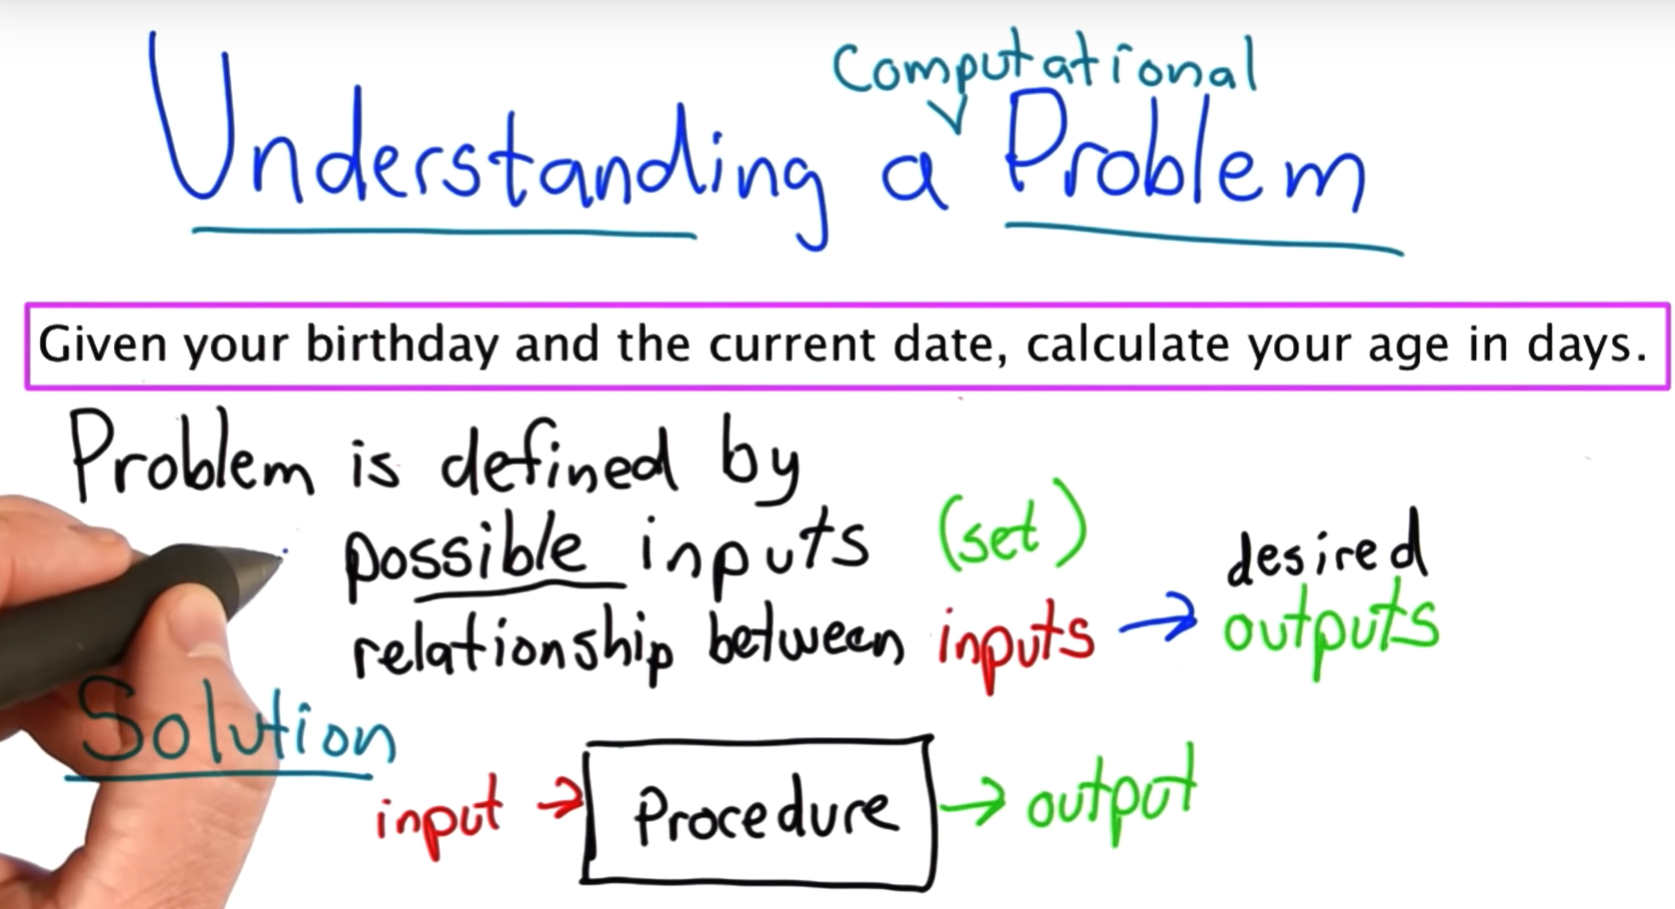 Computational
Understanding a Problem
Given your birthday and the current date, calculate your age in days.
Problem is defined by
possible inputs (set)
desired
relationship between inputs → outputs
Solution
input → Procedure → output